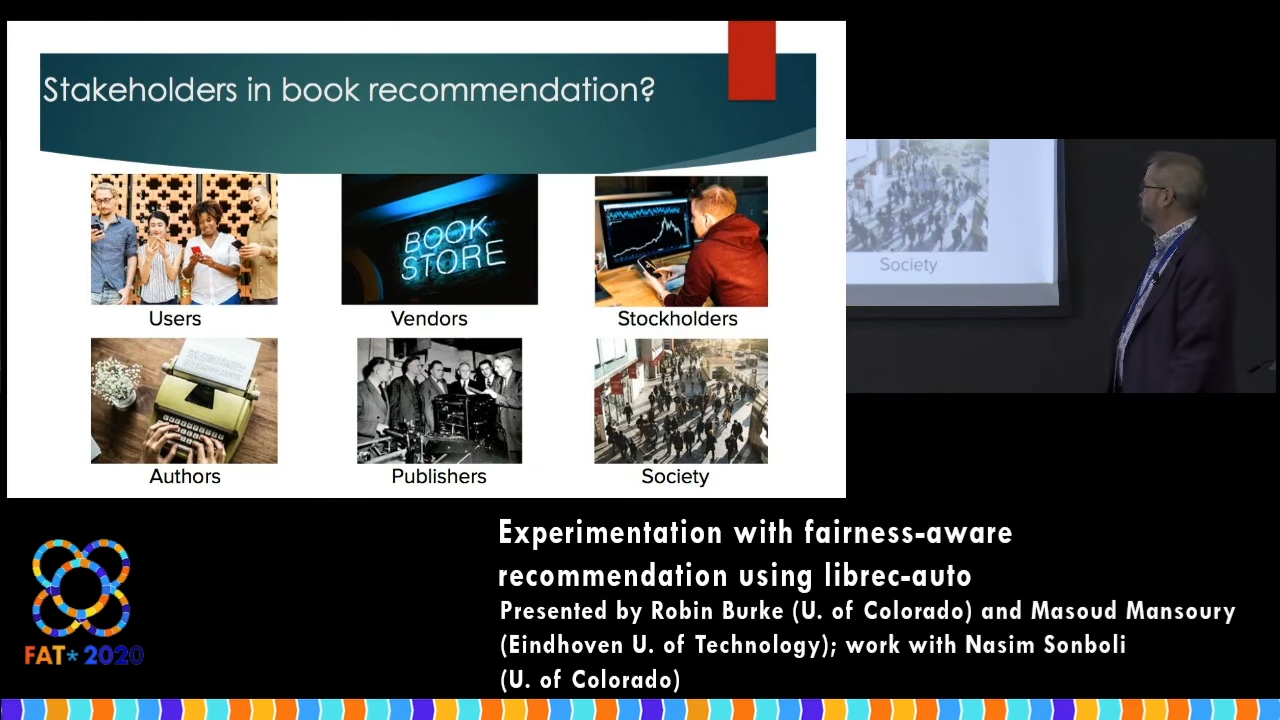 Stakeholders in book recommendation?
BOOK
STORE
Users
Vendors
Stockholders
Authors
Publishers
Society
Society
Experimentation with fairness-aware
recommendation using librec-auto
Presented by Robin Burke (U. of Colorado) and Masoud Mansoury
(Eindhoven U. of Technology); work with Nasim Sonboli
(U. of Colorado)
FAT* 2020